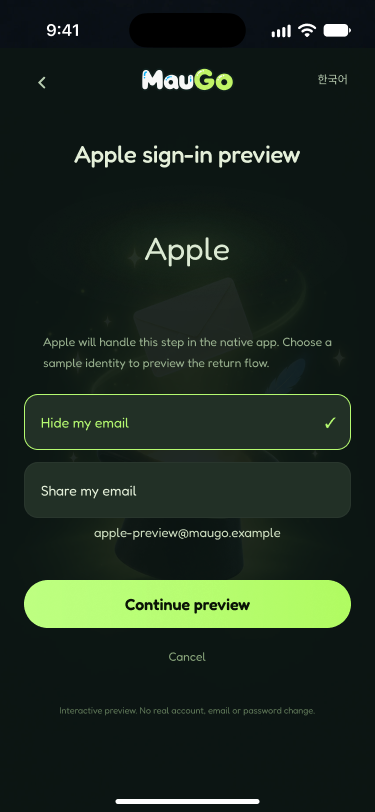 9:41
MauGo
한국어
Apple sign-in preview
Apple
Apple will handle this step in the native app. Choose a
sample identity to preview the return flow.
Hide my email ✓
Share my email
apple-preview@maugo.example
Continue preview
Cancel
Interactive preview. No real account, email or password change.